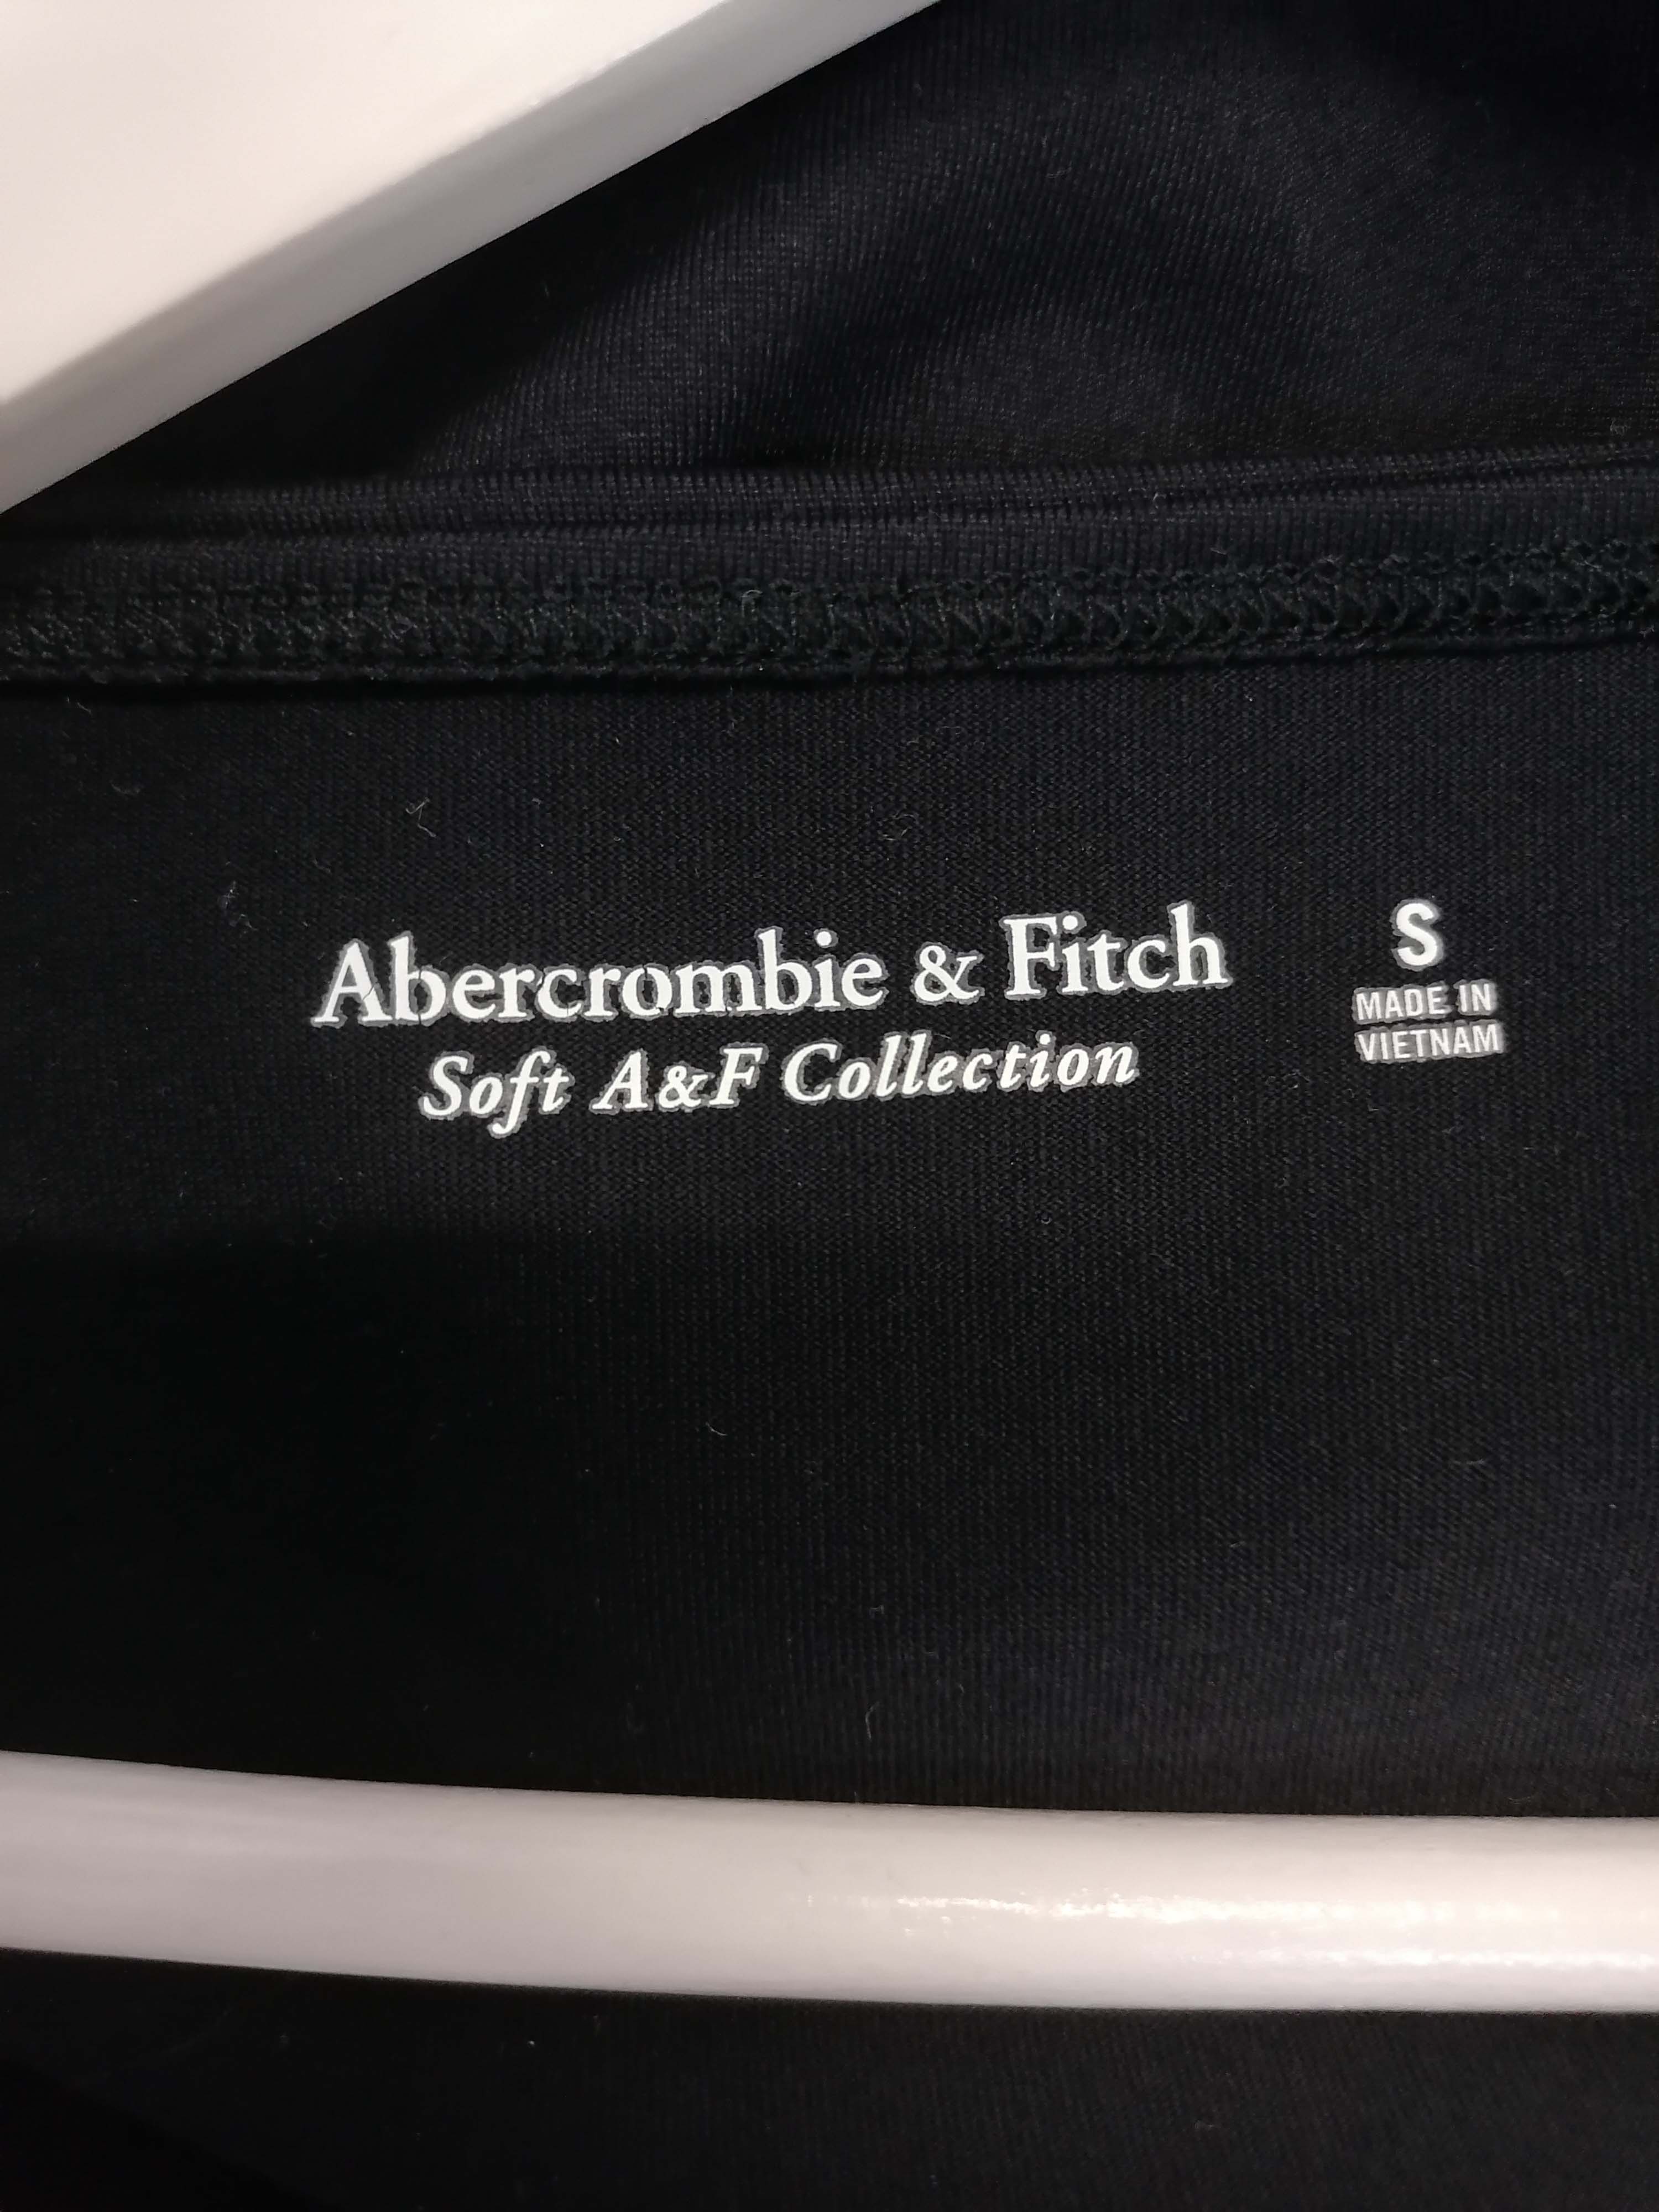 Abercrombie & Fitch
Soft A&F Collection
S
MADE IN
VIETNAM